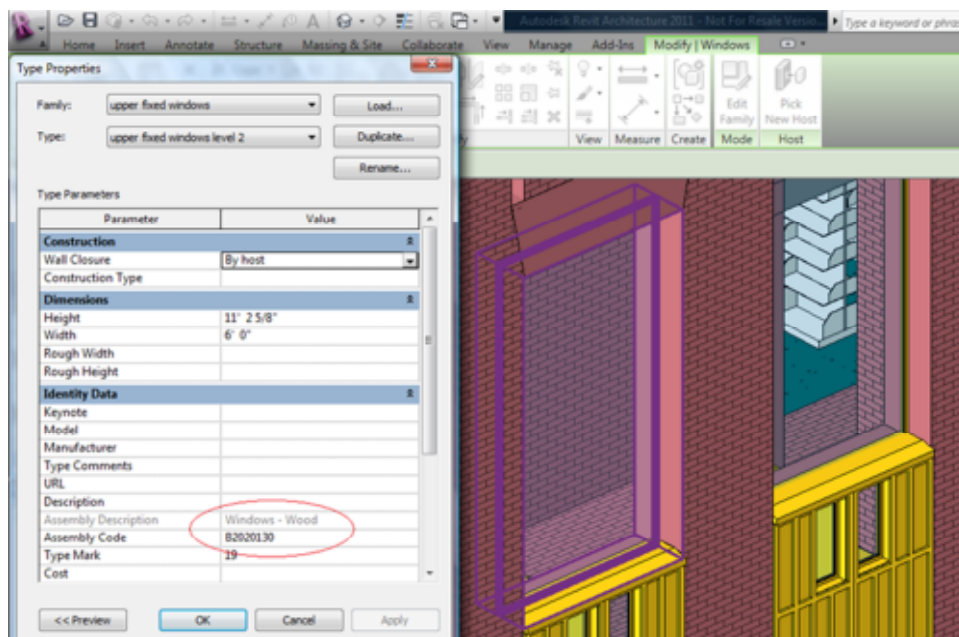 Autodesk Revit Architecture 2011 - Not For Resale Versio...
Type a keyword or phras
Home Insert Annotate Structure Massing & Site Collaborate View Manage Add-Ins Modify | Windows
Type Properties
Family: upper fixed windows Load...
Type: upper fixed windows level 2 Duplicate...
Rename...
Type Parameters
Parameter Value
Construction
Wall Closure By host
Construction Type
Dimensions
Height 11' 2 5/8"
Width 6' 0"
Rough Width
Rough Height
Identity Data
Keynote
Model
Manufacturer
Type Comments
URL
Description
Assembly Description Windows - Wood
Assembly Code B2020130
Type Mark 19
Cost
<< Preview OK Cancel Apply
Edit Family
Pick New Host
View Measure Create Mode Host